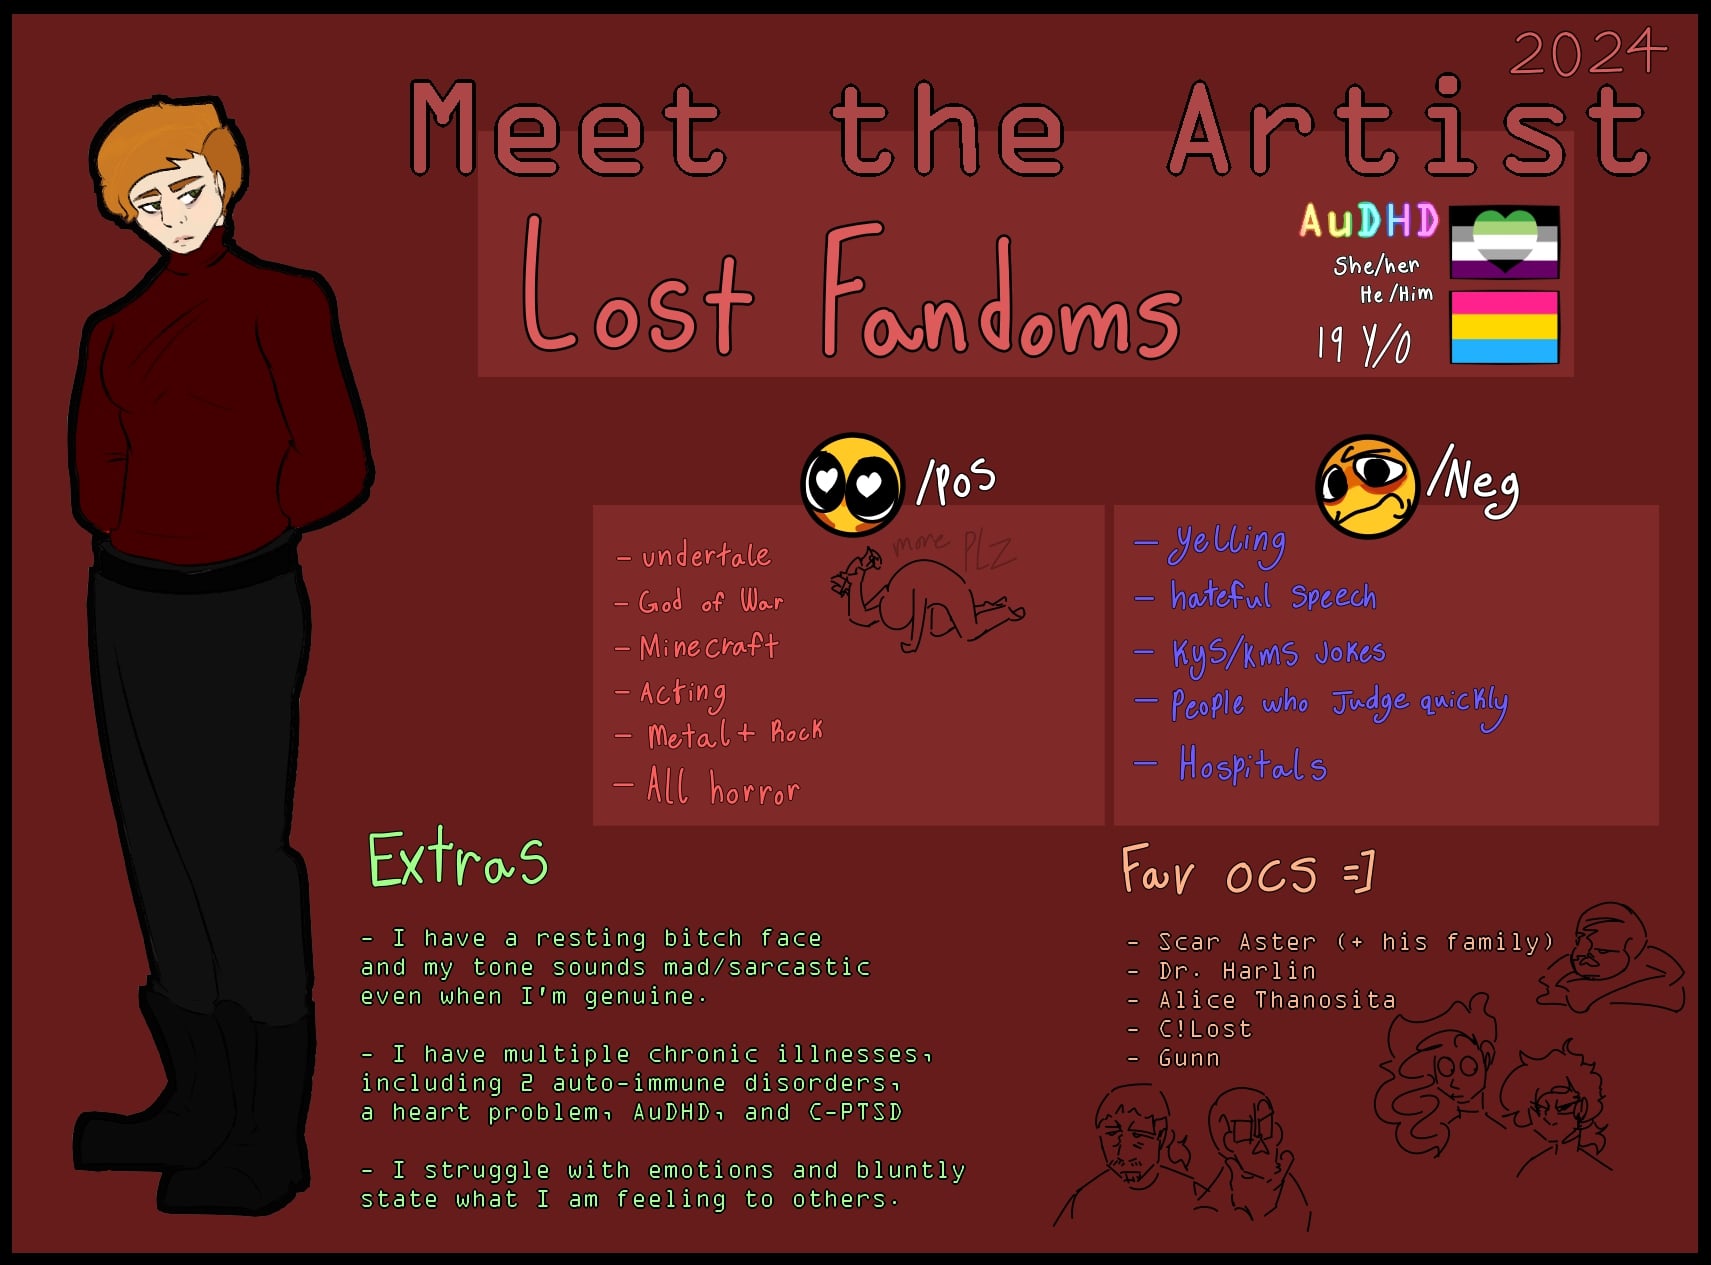 2024
Meet the Artist
Lost Fandoms
AuDHD
She/her
He/Him
19 Y/O
/Pos
- undertale
- God of War
- Minecraft
- Acting
- Metal + Rock
- All horror
more PLZ
/Neg
- Yelling
- hateful Speech
- KyS/kmS Jokes
- People who Judge quickly
- Hospitals
Extras
- I have a resting bitch face
and my tone sounds mad/sarcastic
even when I'm genuine.
- I have multiple chronic illnesses,
including 2 auto-immune disorders,
a heart problem, AuDHD, and C-PTSD
- I struggle with emotions and bluntly
state what I am feeling to others.
Fav OCS =]
- Scar Aster (+ his family)
- Dr. Harlin
- Alice Thanosita
- C!Lost
- Gunn